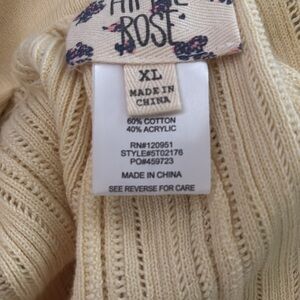 ROSE
XL
MADE IN
CHINA
60% COTTON
40% ACRYLIC
RN#120951
STYLE#5T02176
PO#459723
MADE IN CHINA
SEE REVERSE FOR CARE